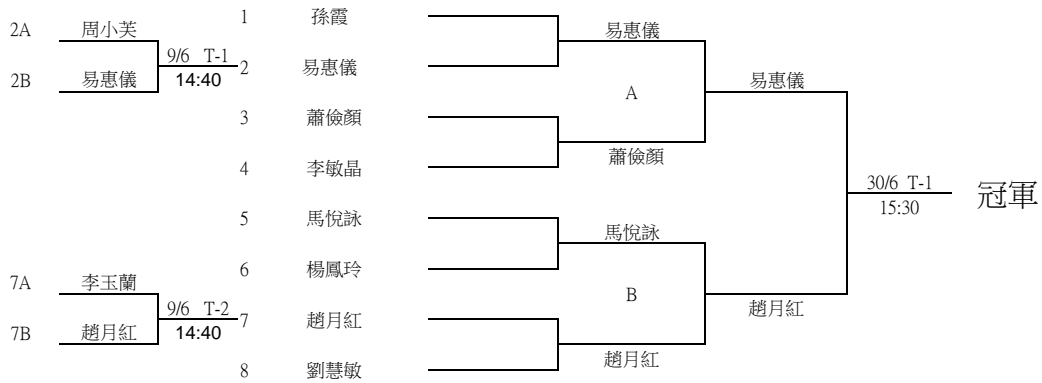 1 孫霞
2A 周小芙
易惠儀
9/6 T-1
2B 易惠儀
14:40
2 易惠儀
易惠儀
A
3 蕭儉顏
蕭儉顏
4 李敏晶
30/6 T-1
15:30
冠軍
5 馬悅詠
馬悅詠
6 楊鳳玲
7A 李玉蘭
B
9/6 T-2
趙月紅
7B 趙月紅
14:40
7 趙月紅
趙月紅
8 劉慧敏